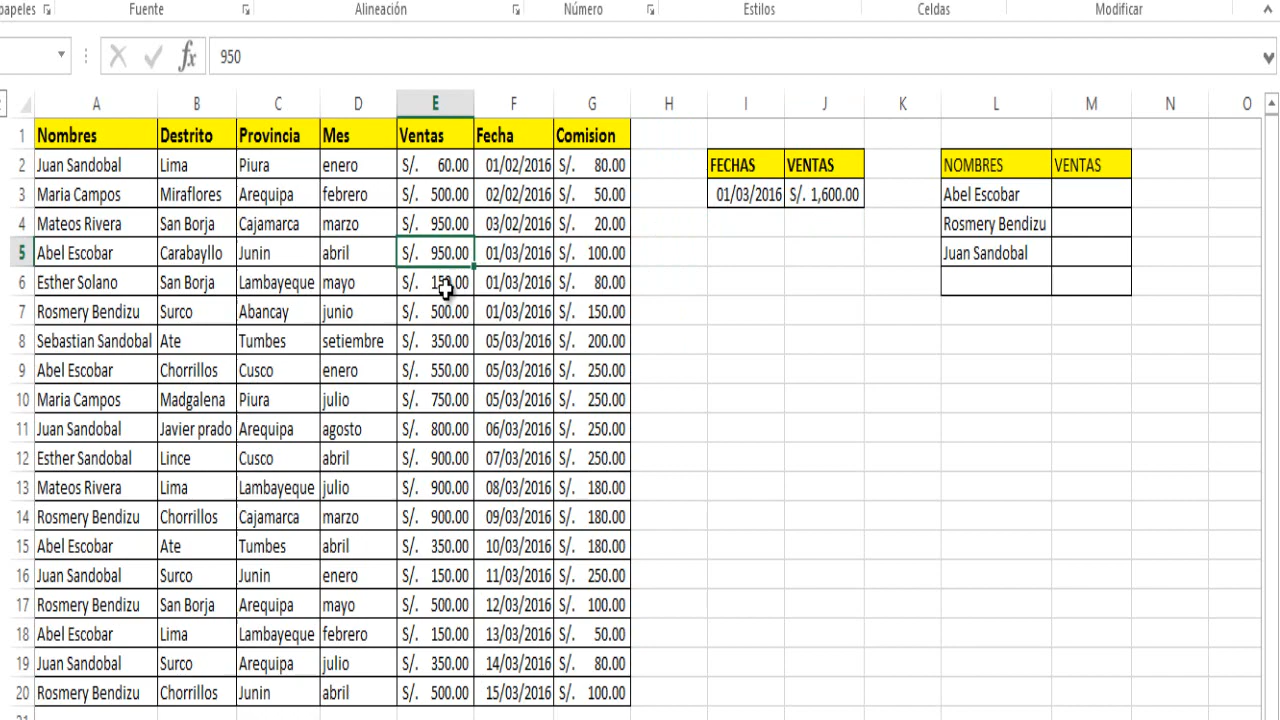 papeles Fuente Alineación Número Estilos Celdas Modificar
fx 950
A B C D E F G H I J K L M N O
1 Nombres Destrito Provincia Mes Ventas Fecha Comision
2 Juan Sandobal Lima Piura enero S/. 60.00 01/02/2016 S/. 80.00 FECHAS VENTAS NOMBRES VENTAS
3 Maria Campos Miraflores Arequipa febrero S/. 500.00 02/02/2016 S/. 50.00 01/03/2016 S/. 1,600.00 Abel Escobar
4 Mateos Rivera San Borja Cajamarca marzo S/. 950.00 03/02/2016 S/. 20.00 Rosmery Bendizu
5 Abel Escobar Carabayllo Junin abril S/. 950.00 01/03/2016 S/. 100.00 Juan Sandobal
6 Esther Solano San Borja Lambayeque mayo S/. 01/03/2016 S/. 80.00
7 Rosmery Bendizu Surco Abancay junio S/. 500.00 01/03/2016 S/. 150.00
8 Sebastian Sandobal Ate Tumbes setiembre S/. 350.00 05/03/2016 S/. 200.00
9 Abel Escobar Chorrillos Cusco enero S/. 550.00 05/03/2016 S/. 250.00
10 Maria Campos Madgalena Piura julio S/. 750.00 05/03/2016 S/. 250.00
11 Juan Sandobal Javier prado Arequipa agosto S/. 800.00 06/03/2016 S/. 250.00
12 Esther Sandobal Lince Cusco abril S/. 900.00 07/03/2016 S/. 250.00
13 Mateos Rivera Lima Lambayeque julio S/. 900.00 08/03/2016 S/. 180.00
14 Rosmery Bendizu Chorrillos Cajamarca marzo S/. 900.00 09/03/2016 S/. 180.00
15 Abel Escobar Ate Tumbes abril S/. 350.00 10/03/2016 S/. 180.00
16 Juan Sandobal Surco Junin enero S/. 150.00 11/03/2016 S/. 250.00
17 Rosmery Bendizu San Borja Arequipa mayo S/. 500.00 12/03/2016 S/. 100.00
18 Abel Escobar Lima Lambayeque febrero S/. 150.00 13/03/2016 S/. 50.00
19 Juan Sandobal Surco Arequipa julio S/. 350.00 14/03/2016 S/. 80.00
20 Rosmery Bendizu Chorrillos Junin abril S/. 500.00 15/03/2016 S/. 100.00